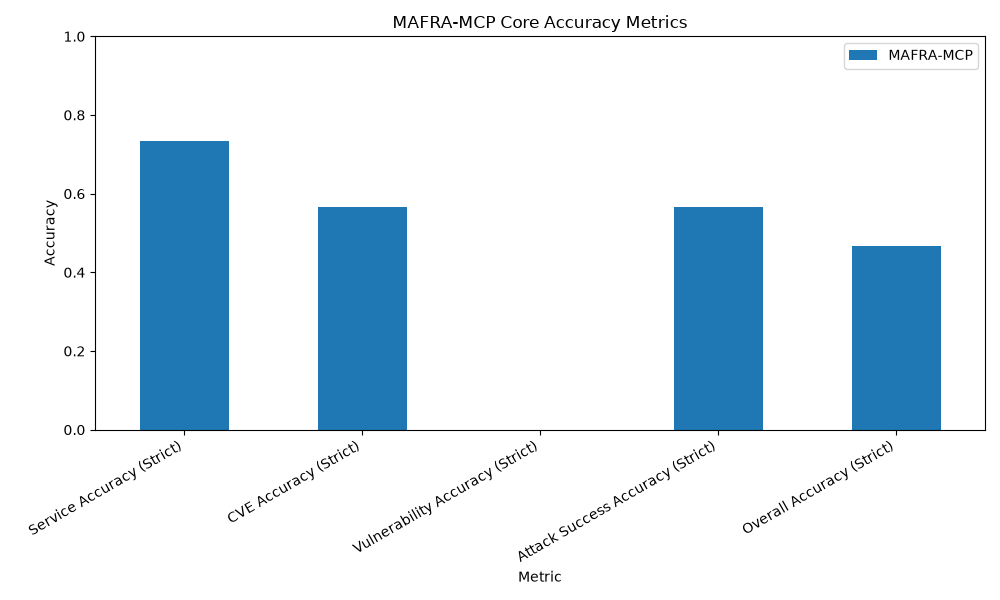 MAFRA-MCP Core Accuracy Metrics
MAFRA-MCP
Accuracy
1.0
0.8
0.6
0.4
0.2
0.0
Service Accuracy (Strict)
CVE Accuracy (Strict)
Vulnerability Accuracy (Strict)
Attack Success Accuracy (Strict)
Overall Accuracy (Strict)
Metric